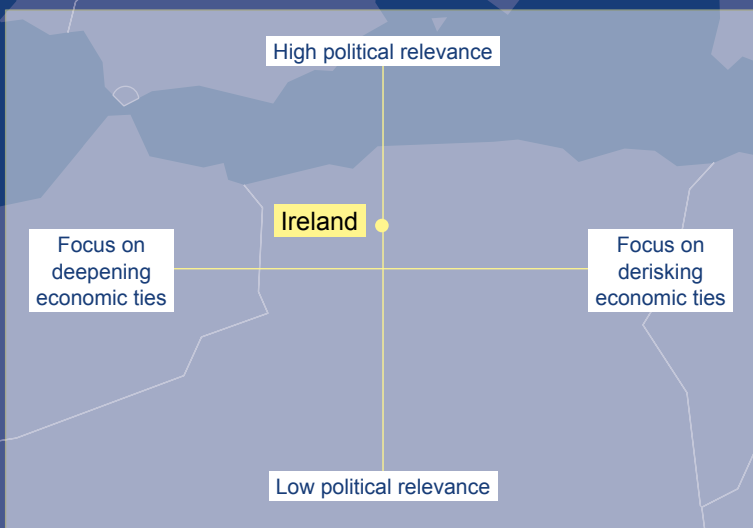 High political relevance
Ireland
Focus on
deepening
economic ties
Focus on
derisking
economic ties
Low political relevance